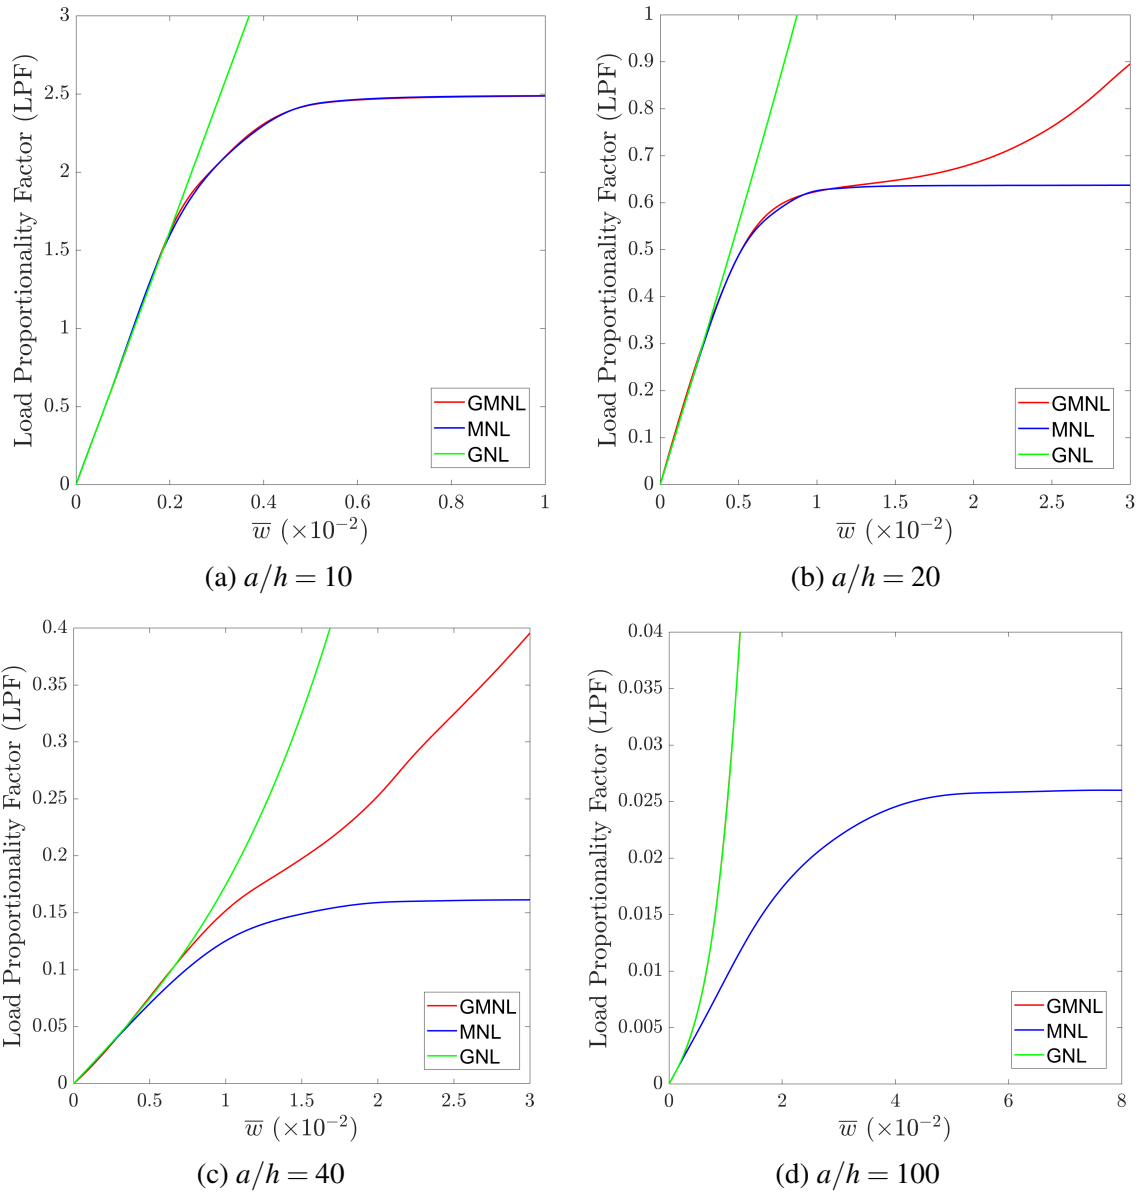 Load Proportionality Factor (LPF)
3
2.5
2
1.5
1
0.5
0
0 0.2 0.4 0.6 0.8 1
w̅ (×10⁻²)
GMNL
MNL
GNL
(a) a/h = 10
Load Proportionality Factor (LPF)
1
0.9
0.8
0.7
0.6
0.5
0.4
0.3
0.2
0.1
0
0 0.5 1 1.5 2 2.5 3
w̅ (×10⁻²)
GMNL
MNL
GNL
(b) a/h = 20
Load Proportionality Factor (LPF)
0.4
0.35
0.3
0.25
0.2
0.15
0.1
0.05
0
0 0.5 1 1.5 2 2.5 3
w̅ (×10⁻²)
GMNL
MNL
GNL
(c) a/h = 40
Load Proportionality Factor (LPF)
0.04
0.035
0.03
0.025
0.02
0.015
0.01
0.005
0
0 2 4 6 8
w̅ (×10⁻²)
GMNL
MNL
GNL
(d) a/h = 100